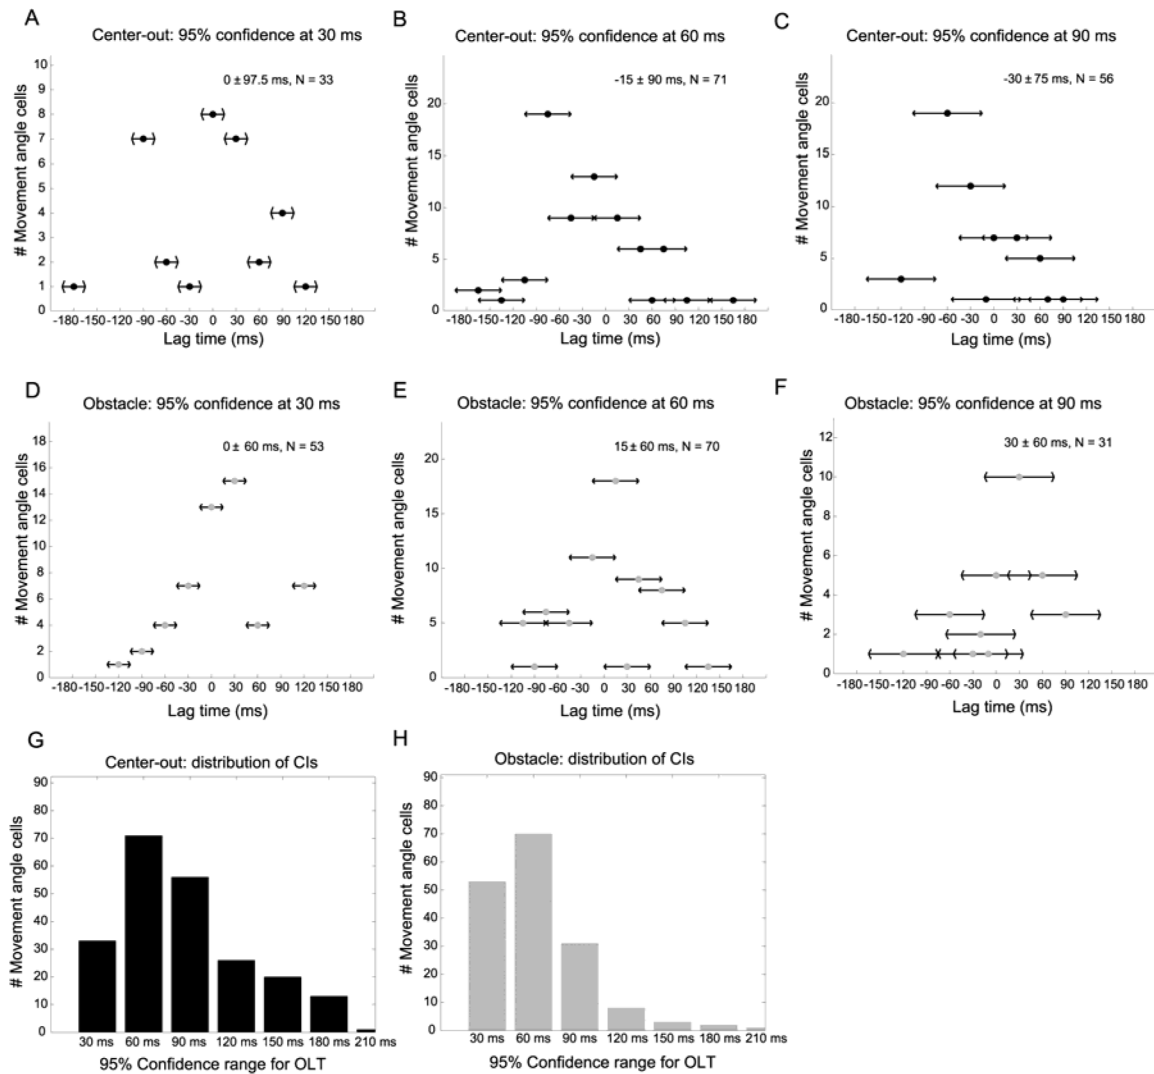 A
Center-out: 95% confidence at 30 ms
0 ± 97.5 ms, N = 33
# Movement angle cells
10
9
8
7
6
5
4
3
2
1
-180 -150 -120 -90 -60 -30 0 30 60 90 120 150 180
Lag time (ms)
B
Center-out: 95% confidence at 60 ms
-15 ± 90 ms, N = 71
# Movement angle cells
20
15
10
5
0
-180 -150 -120 -90 -60 -30 0 30 60 90 120 150 180
Lag time (ms)
C
Center-out: 95% confidence at 90 ms
-30 ± 75 ms, N = 56
# Movement angle cells
20
15
10
5
0
-180 -150 -120 -90 -60 -30 0 30 60 90 120 150 180
Lag time (ms)
D
Obstacle: 95% confidence at 30 ms
0 ± 60 ms, N = 53
# Movement angle cells
18
16
14
12
10
8
6
4
2
0
-180 -150 -120 -90 -60 -30 0 30 60 90 120 150 180
Lag time (ms)
E
Obstacle: 95% confidence at 60 ms
15 ± 60 ms, N = 70
# Movement angle cells
20
15
10
5
0
-180 -150 -120 -90 -60 -30 0 30 60 90 120 150 180
Lag time (ms)
F
Obstacle: 95% confidence at 90 ms
30 ± 60 ms, N = 31
# Movement angle cells
12
10
8
6
4
2
0
-180 -150 -120 -90 -60 -30 0 30 60 90 120 150 180
Lag time (ms)
G
Center-out: distribution of CIs
# Movement angle cells
90
80
70
60
50
40
30
20
10
0
30 ms 60 ms 90 ms 120 ms 150 ms 180 ms 210 ms
95% Confidence range for OLT
H
Obstacle: distribution of CIs
# Movement angle cells
90
80
70
60
50
40
30
20
10
0
30 ms 60 ms 90 ms 120 ms 150 ms 180 ms 210 ms
95% Confidence range for OLT